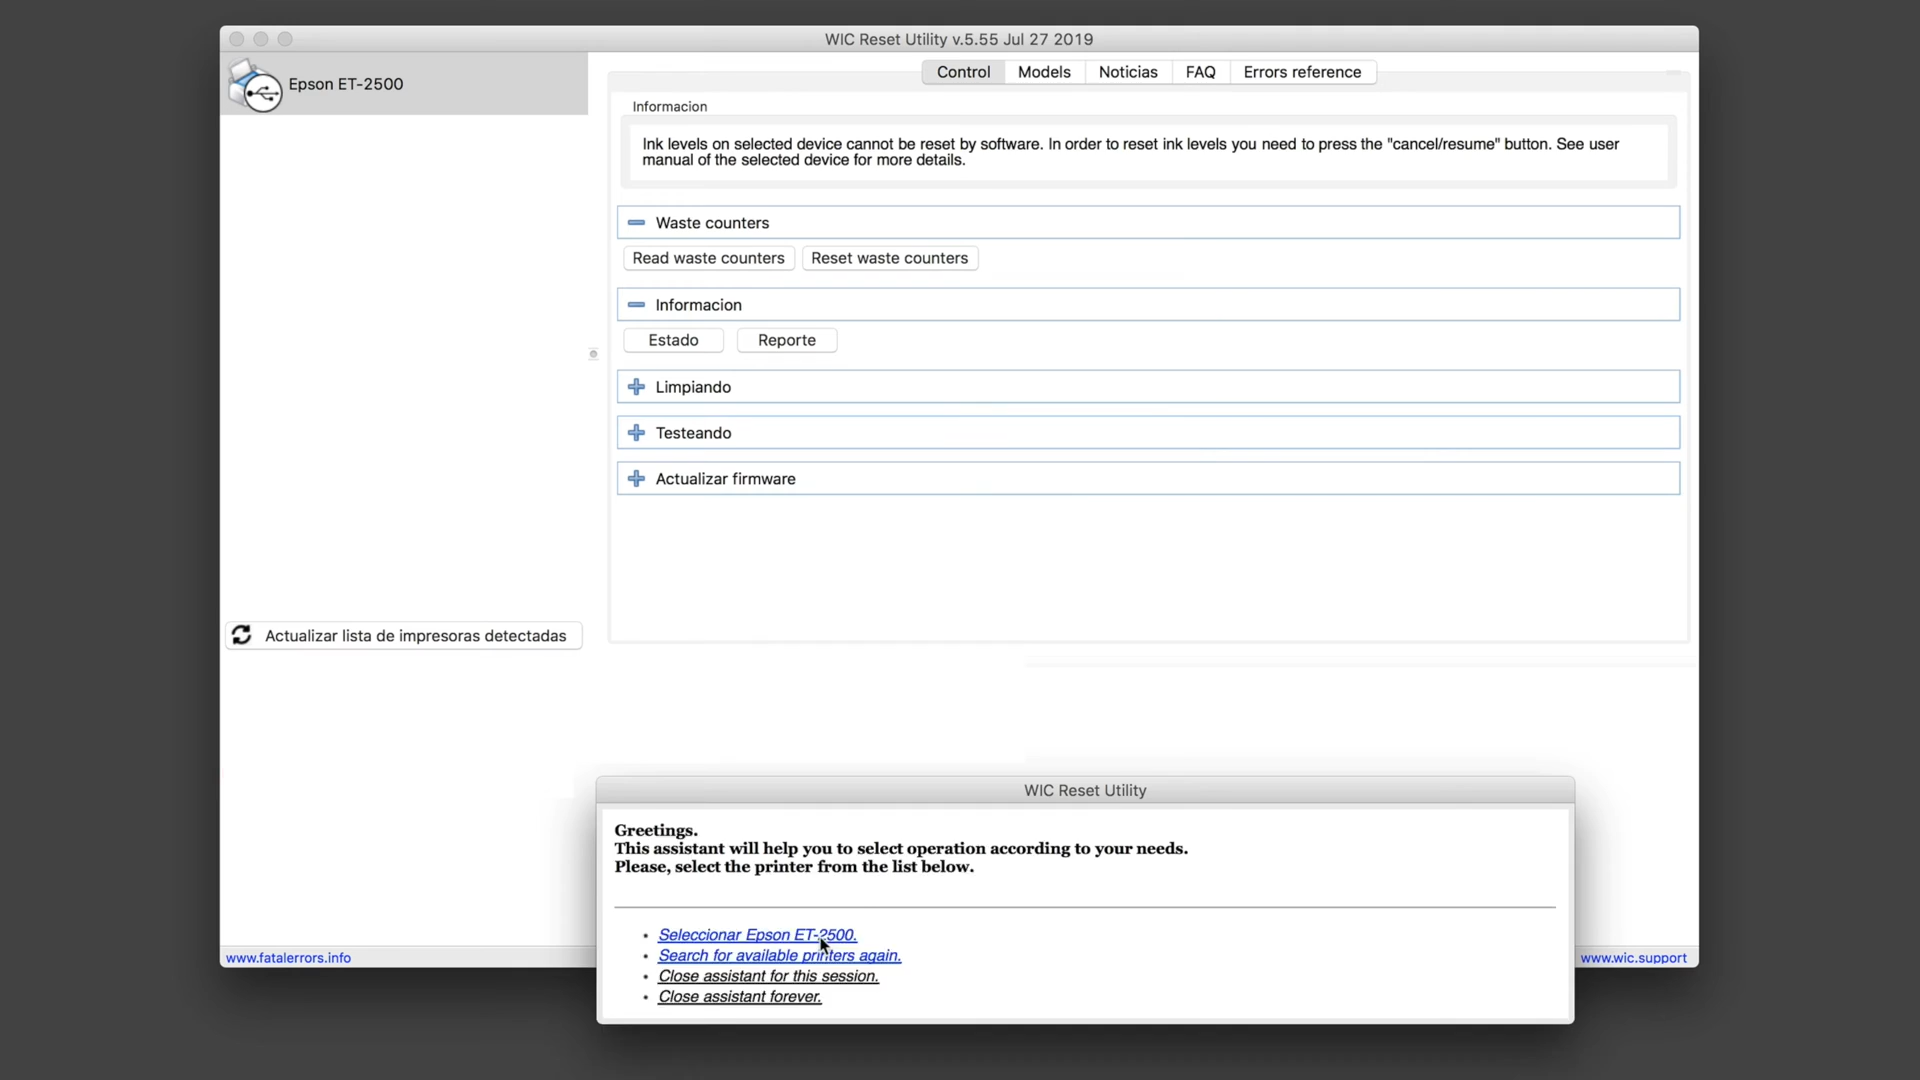 WIC Reset Utility v.5.55 Jul 27 2019
Epson ET-2500
Control
Models
Noticias
FAQ
Errors reference
Informacion
Ink levels on selected device cannot be reset by software. In order to reset ink levels you need to press the "cancel/resume" button. See user
manual of the selected device for more details.
Waste counters
Read waste counters
Reset waste counters
Informacion
Estado
Reporte
Limpiando
Testeando
Actualizar firmware
Actualizar lista de impresoras detectadas
WIC Reset Utility
Greetings.
This assistant will help you to select operation according to your needs.
Please, select the printer from the list below.
• Seleccionar Epson ET-2500.
• Search for available printers again.
• Close assistant for this session.
• Close assistant forever.
www.fatalerrors.info
www.wic.support